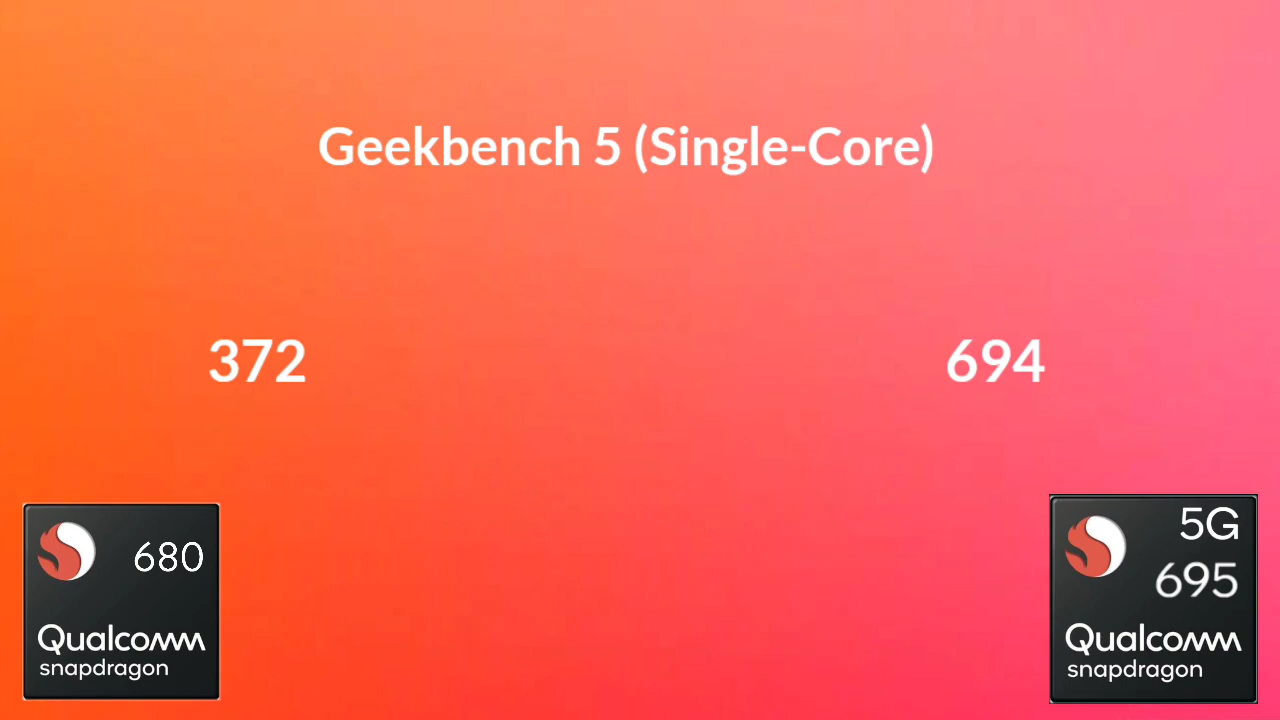 Geekbench 5 (Single-Core)
372
694
680
Qualcomm
snapdragon
5G
695
Qualcomm
snapdragon